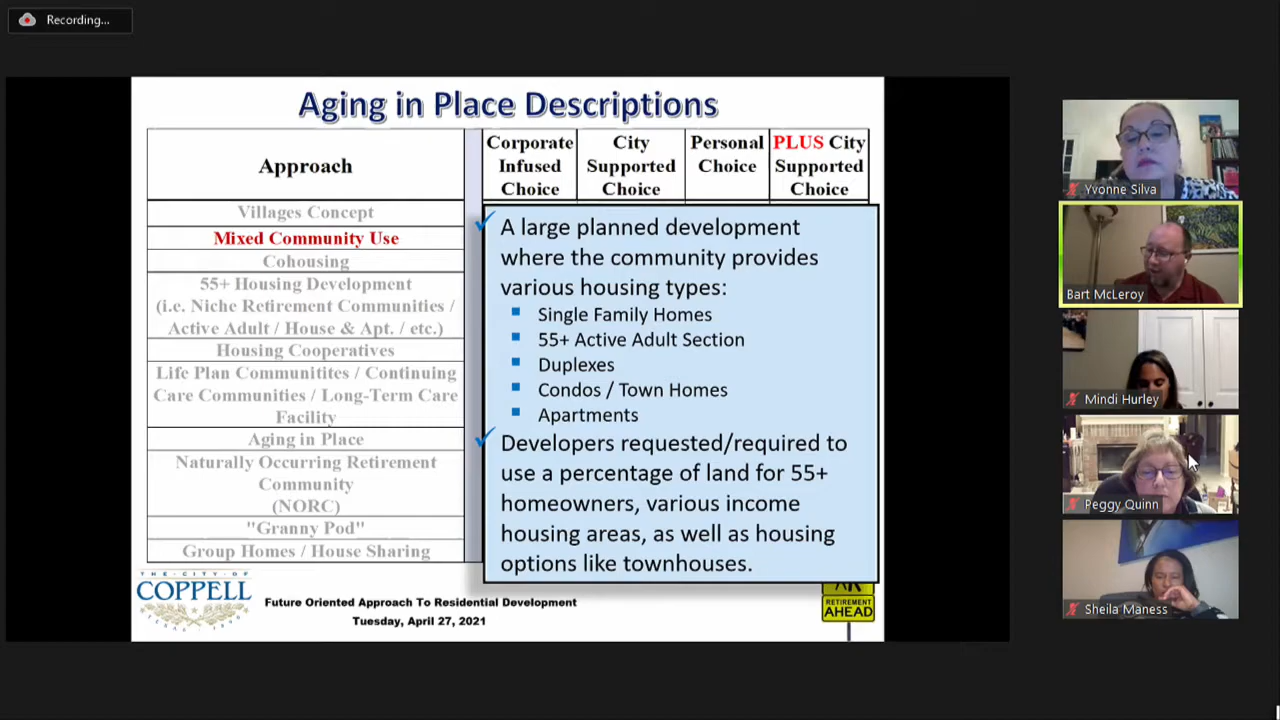 Recording...
Aging in Place Descriptions
Approach
Corporate
Infused
Choice
City
Supported
Choice
Personal
Choice
PLUS City
Supported
Choice
Villages Concept
Mixed Community Use
Cohousing
55+ Housing Development
(i.e. Niche Retirement Communities /
Active Adult / House & Apt. / etc.)
Housing Cooperatives
Life Plan Communitites / Continuing
Care Communities / Long-Term Care
Facility
Aging in Place
Naturally Occurring Retirement
Community
(NORC)
"Granny Pod"
Group Homes / House Sharing
A large planned development
where the community provides
various housing types:
Single Family Homes
55+ Active Adult Section
Duplexes
Condos / Town Homes
Apartments
Developers requested/required to
use a percentage of land for 55+
homeowners, various income
housing areas, as well as housing
options like townhouses.
THE·CITY·OF
COPPELL
Future Oriented Approach To Residential Development
Tuesday, April 27, 2021
RETIREMENT
AHEAD
Yvonne Silva
Bart McLeroy
Mindi Hurley
Peggy Quinn
Sheila Maness